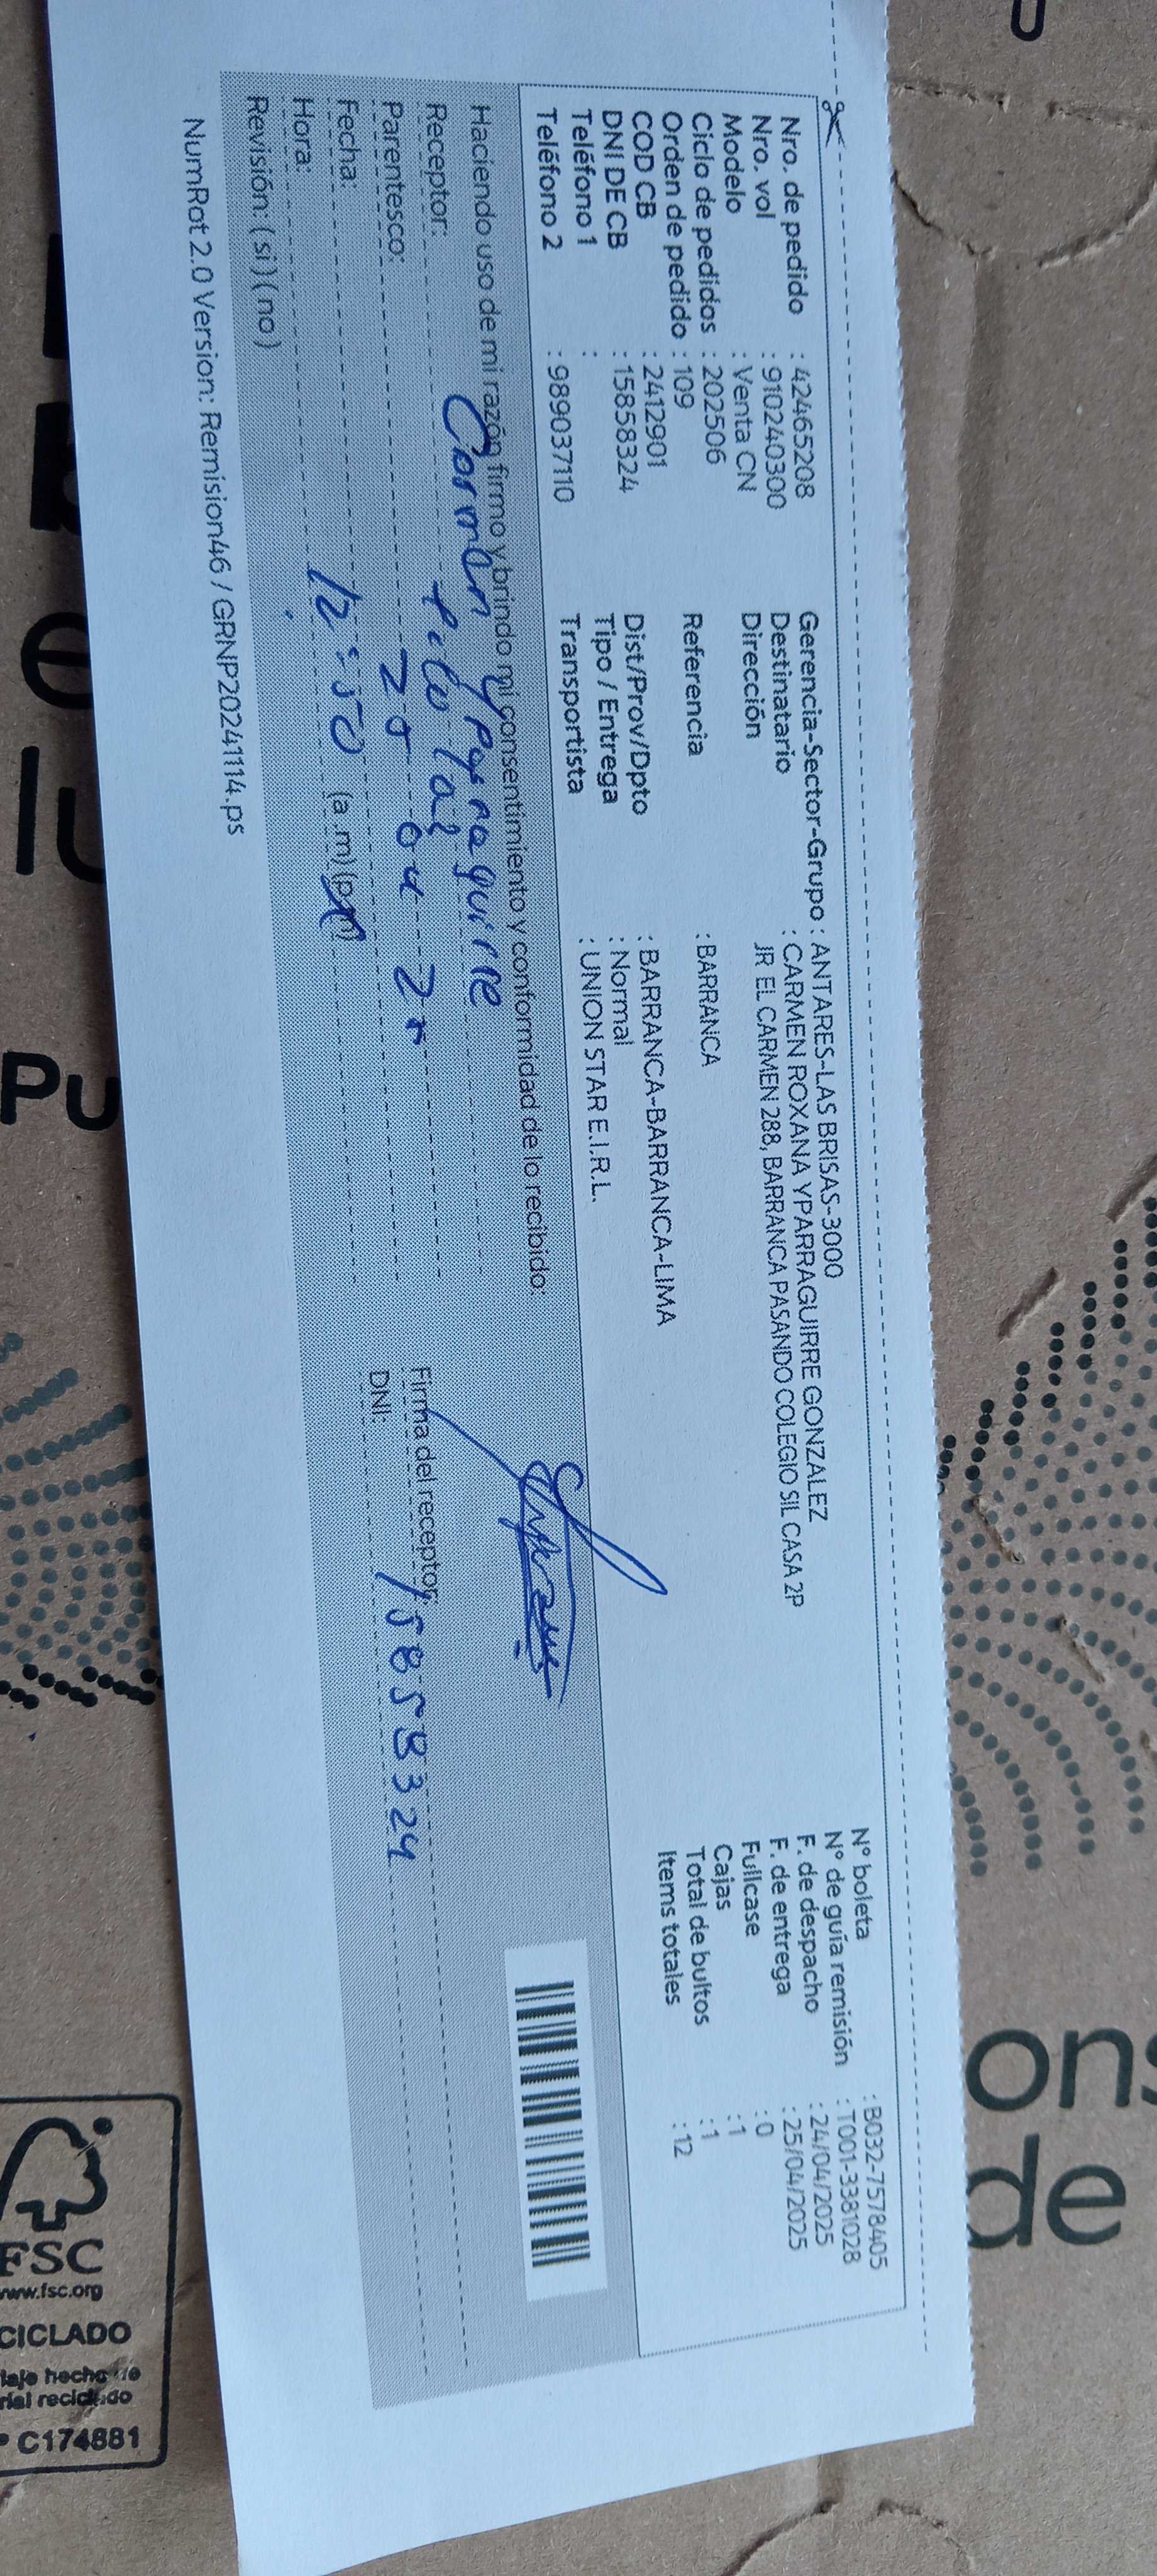 Nro. de pedido : 42465208
Nro. vol : 910240300
Modelo : Venta CN
Ciclo de pedidos : 202506
Orden de pedido : 109
COD CB : 2412901
DNI DE CB : 15858324
Teléfono 1 :
Teléfono 2 : 989037110
Gerencia-Sector-Grupo : ANTARES-LAS BRISAS-3000
Destinatario : CARMEN ROXANA YPARRAGUIRRE GONZALEZ
Dirección JR EL CARMEN 288, BARRANCA PASANDO COLEGIO SIL CASA 2P
Referencia : BARRANCA
Dist/Prov/Dpto : BARRANCA-BARRANCA-LIMA
Tipo / Entrega : Normal
Transportista : UNION STAR E.I.R.L.
N° boleta : B032-7578405
N° de guía remisión : T001-3381028
F. de despacho : 24/04/2025
F. de entrega : 25/04/2025
Fullcase : 0
Cajas : 1
Total de bultos : 1
Items totales : 12
Haciendo uso de mi razón firmo y brindo mi consentimiento y conformidad de lo recibido:
Receptor: Carmen
Parentesco: titular
Fecha: 25 04 25
Hora: 12:50 (a m) (pm)
Revisión: ( si ) ( no )
Firma del receptor:
DNI: 15858324
NumRot 2.0 Version: Remision46 / GRNP20241114.ps
Pu
ons
de
FSC
www.fsc.org
C174881